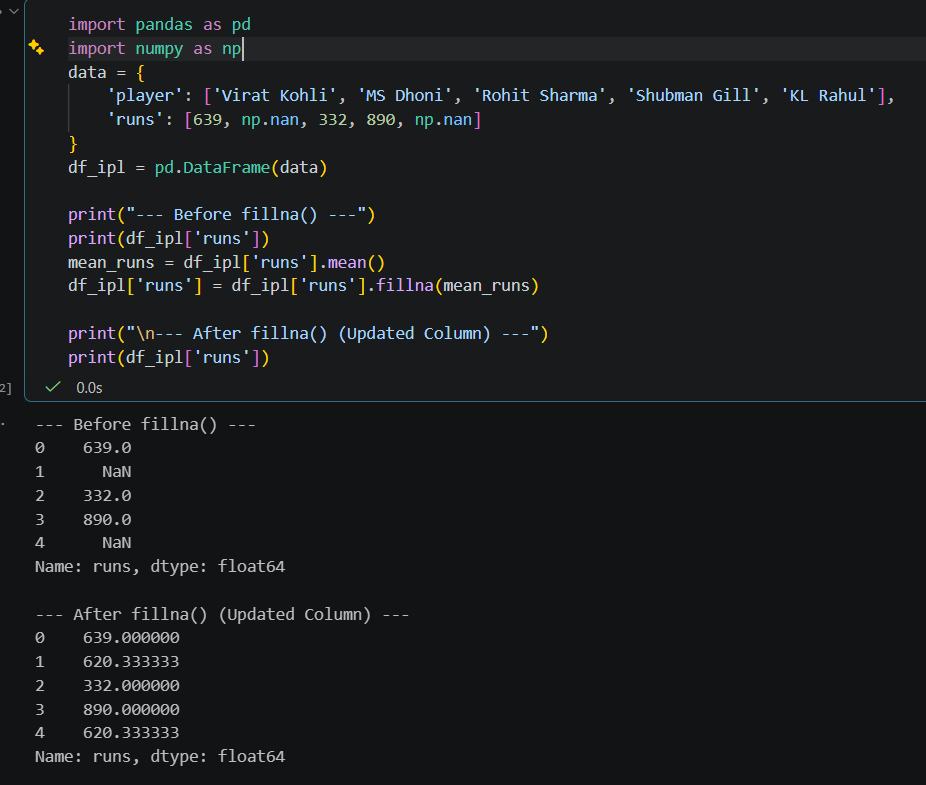 import pandas as pd
import numpy as np
data = {
    'player': ['Virat Kohli', 'MS Dhoni', 'Rohit Sharma', 'Shubman Gill', 'KL Rahul'],
    'runs': [639, np.nan, 332, 890, np.nan]
}
df_ipl = pd.DataFrame(data)

print("--- Before fillna() ---")
print(df_ipl['runs'])
mean_runs = df_ipl['runs'].mean()
df_ipl['runs'] = df_ipl['runs'].fillna(mean_runs)

print("\n--- After fillna() (Updated Column) ---")
print(df_ipl['runs'])
2] 0.0s
--- Before fillna() ---
0    639.0
1      NaN
2    332.0
3    890.0
4      NaN
Name: runs, dtype: float64

--- After fillna() (Updated Column) ---
0    639.000000
1    620.333333
2    332.000000
3    890.000000
4    620.333333
Name: runs, dtype: float64